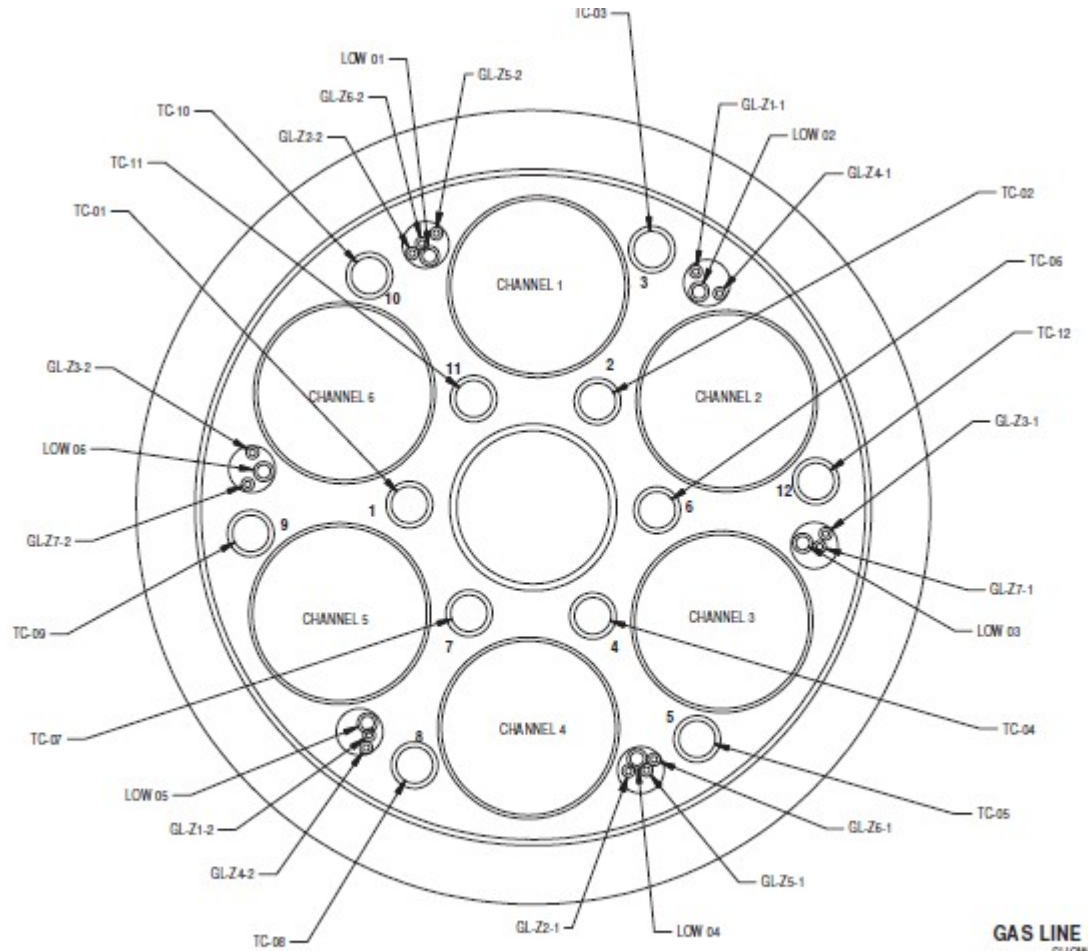 TC-03
LOW 01
GL-Z5-2
GL-Z6-2
GL-Z1-1
TC-10
LOW 02
GL-Z2-2
TC-11
GL-Z4-1
TC-02
TC-01
TC-06
CHANNEL 1
3
10
TC-12
GL-Z3-2
11
2
CHANNEL 6
CHANNEL 2
GL-Z3-1
LOW 06
12
1
6
9
GL-Z7-2
GL-Z7-1
CHANNEL 5
CHANNEL 3
LOW 03
TC-09
7
4
5
CHANNEL 4
TC-04
TC-07
8
LOW 05
TC-05
GL-Z1-2
GL-Z6-1
GL-Z4-2
GL-Z5-1
GL-Z2-1
LOW 04
TC-08
GAS LINE